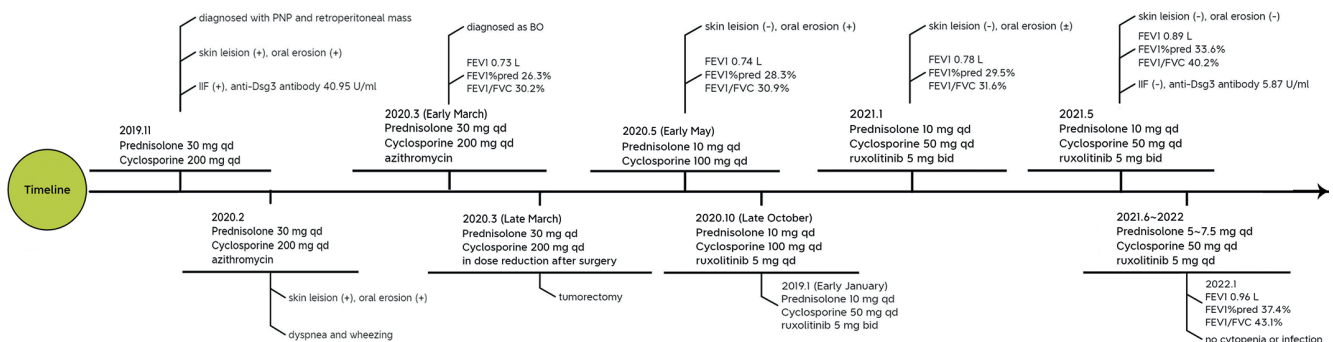 diagnosed with PNP and retroperitoneal mass
skin leision (+), oral erosion (+)
IIF (+), anti-Dsg3 antibody 40.95 U/ml
2019.11
Prednisolone 30 mg qd
Cyclosporine 200 mg qd
diagnosed as BO
FEV1 0.73 L
FEV1%pred 26.3%
FEV1/FVC 30.2%
2020.3 (Early March)
Prednisolone 30 mg qd
Cyclosporine 200 mg qd
azithromycin
skin leision (-), oral erosion (+)
FEV1 0.74 L
FEV1%pred 28.3%
FEV1/FVC 30.9%
2020.5 (Early May)
Prednisolone 10 mg qd
Cyclosporine 100 mg qd
skin leision (-), oral erosion (±)
FEV1 0.78 L
FEV1%pred 29.5%
FEV1/FVC 31.6%
2021.1
Prednisolone 10 mg qd
Cyclosporine 50 mg qd
ruxolitinib 5 mg bid
skin leision (-), oral erosion (-)
FEV1 0.89 L
FEV1%pred 33.6%
FEV1/FVC 40.2%
IIF (-), anti-Dsg3 antibody 5.87 U/ml
2021.5
Prednisolone 10 mg qd
Cyclosporine 50 mg qd
ruxolitinib 5 mg bid
Timeline
2020.2
Prednisolone 30 mg qd
Cyclosporine 200 mg qd
azithromycin
skin leision (+), oral erosion (+)
dyspnea and wheezing
2020.3 (Late March)
Prednisolone 30 mg qd
Cyclosporine 200 mg qd
in dose reduction after surgery
tumorectomy
2020.10 (Late October)
Prednisolone 10 mg qd
Cyclosporine 100 mg qd
ruxolitinib 5 mg qd
2019.1 (Early January)
Prednisolone 10 mg qd
Cyclosporine 50 mg qd
ruxolitinib 5 mg bid
2021.6~2022
Prednisolone 5~7.5 mg qd
Cyclosporine 50 mg qd
ruxolitinib 5 mg qd
2022.1
FEV1 0.96 L
FEV1%pred 37.4%
FEV1/FVC 43.1%
no cytopenia or infection